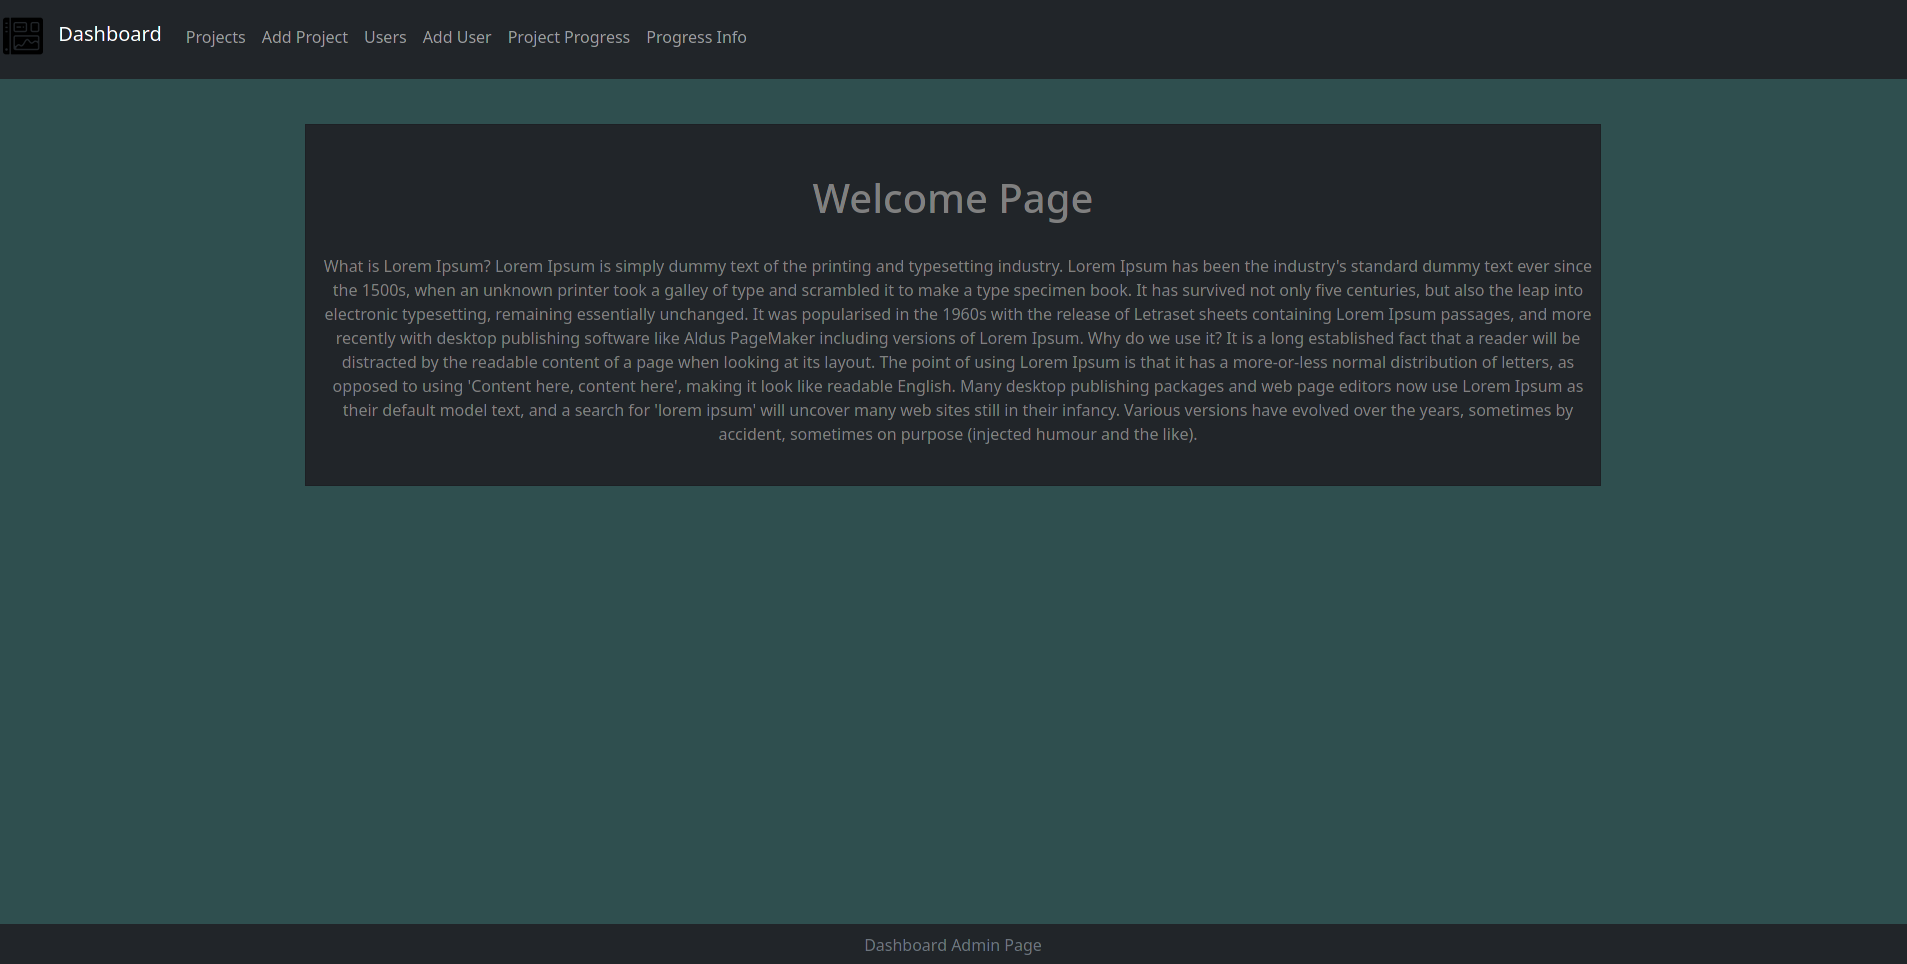 Dashboard Projects Add Project Users Add User Project Progress Progress Info
Welcome Page
What is Lorem Ipsum? Lorem Ipsum is simply dummy text of the printing and typesetting industry. Lorem Ipsum has been the industry's standard dummy text ever since
the 1500s, when an unknown printer took a galley of type and scrambled it to make a type specimen book. It has survived not only five centuries, but also the leap into
electronic typesetting, remaining essentially unchanged. It was popularised in the 1960s with the release of Letraset sheets containing Lorem Ipsum passages, and more
recently with desktop publishing software like Aldus PageMaker including versions of Lorem Ipsum. Why do we use it? It is a long established fact that a reader will be
distracted by the readable content of a page when looking at its layout. The point of using Lorem Ipsum is that it has a more-or-less normal distribution of letters, as
opposed to using 'Content here, content here', making it look like readable English. Many desktop publishing packages and web page editors now use Lorem Ipsum as
their default model text, and a search for 'lorem ipsum' will uncover many web sites still in their infancy. Various versions have evolved over the years, sometimes by
accident, sometimes on purpose (injected humour and the like).
Dashboard Admin Page